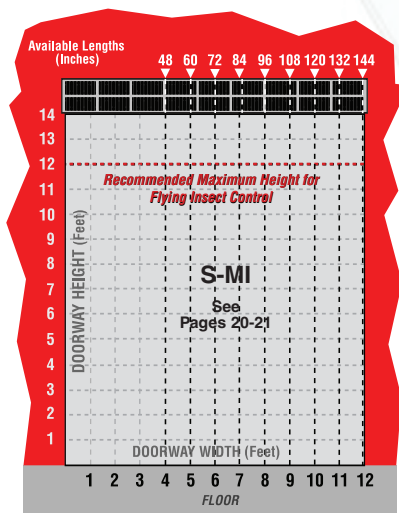 Available Lengths
(Inches)
48 60 72 84 96 108 120 132 144
14
13
12
11
10
9
8
7
6
5
4
3
2
1
Recommended Maximum Height for
Flying Insect Control
DOORWAY HEIGHT (Feet)
S-MI
See
Pages 20-21
DOORWAY WIDTH (Feet)
1 2 3 4 5 6 7 8 9 10 11 12
FLOOR